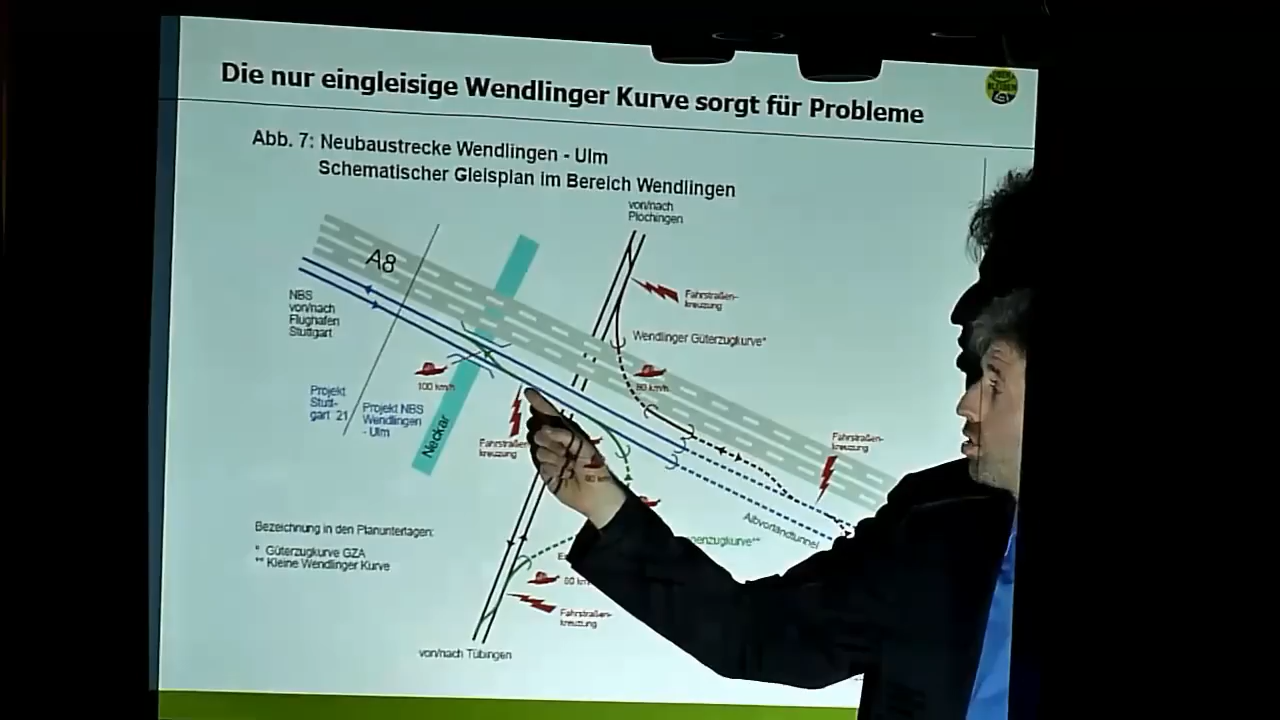 Die nur eingleisige Wendlinger Kurve sorgt für Probleme
OBEN
BLEIBEN
Abb. 7: Neubaustrecke Wendlingen - Ulm
Schematischer Gleisplan im Bereich Wendlingen
von/nach
Plochingen
A8
NBS
von/nach
Flughafen
Stuttgart
Fahrstraßen-
kreuzung
Wendlinger Güterzugkurve*
100 km/h
80 km/h
Projekt
Stutt-
gart 21
Projekt NBS
Wendlingen
- Ulm
Neckar
Fahrstraßen-
kreuzung
Fahrstraßen-
kreuzung
Albvorlandtunnel
Bezeichnung in den Planunterlagen:
* Güterzugkurve GZA
** Kleine Wendlinger Kurve
Fahrstraßen-
kreuzung
von/nach Tübingen